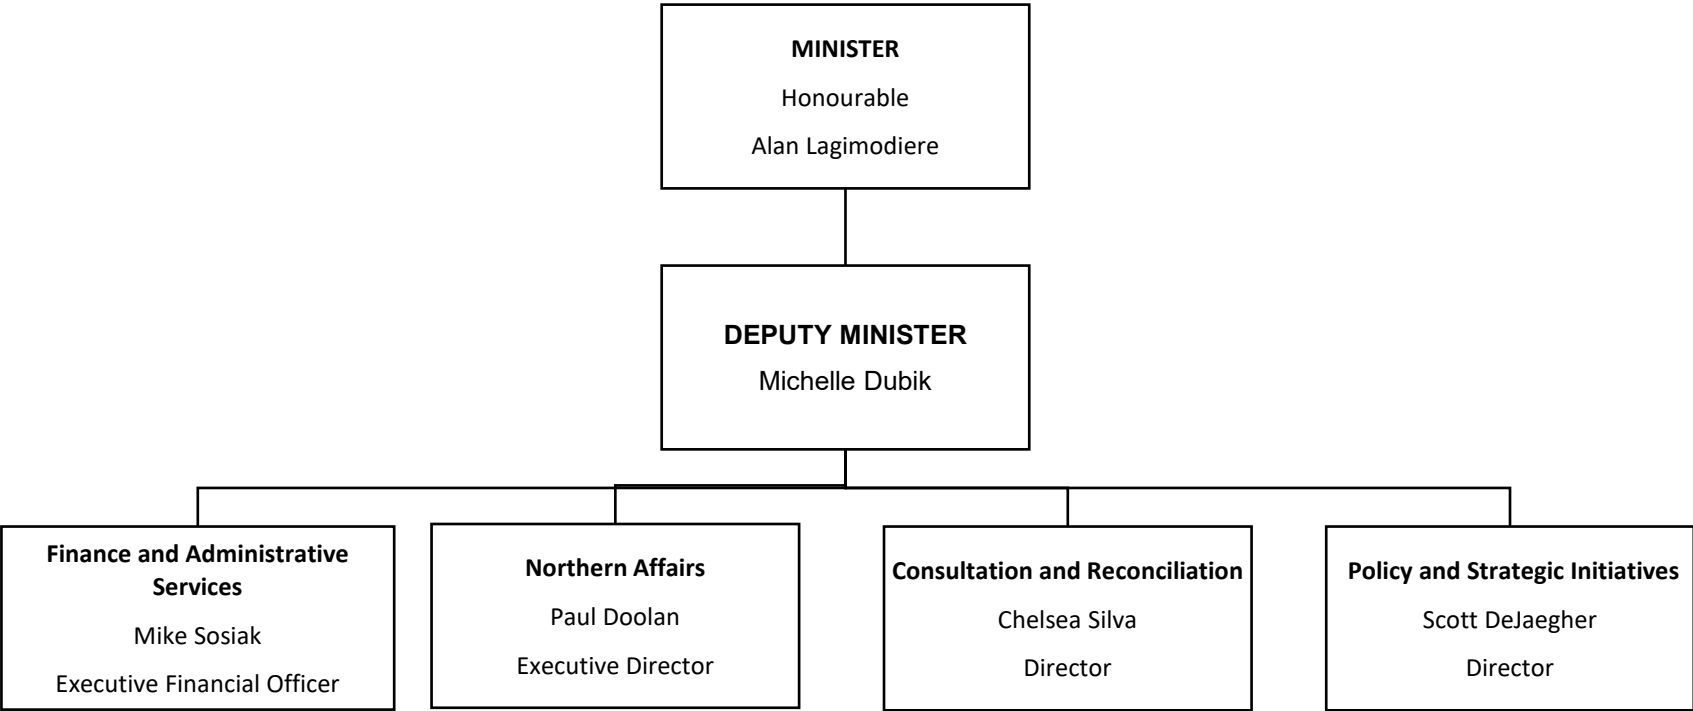 MINISTER
Honourable
Alan Lagimodiere
DEPUTY MINISTER
Michelle Dubik
Finance and Administrative
Services
Mike Sosiak
Executive Financial Officer
Northern Affairs
Paul Doolan
Executive Director
Consultation and Reconciliation
Chelsea Silva
Director
Policy and Strategic Initiatives
Scott DeJaegher
Director